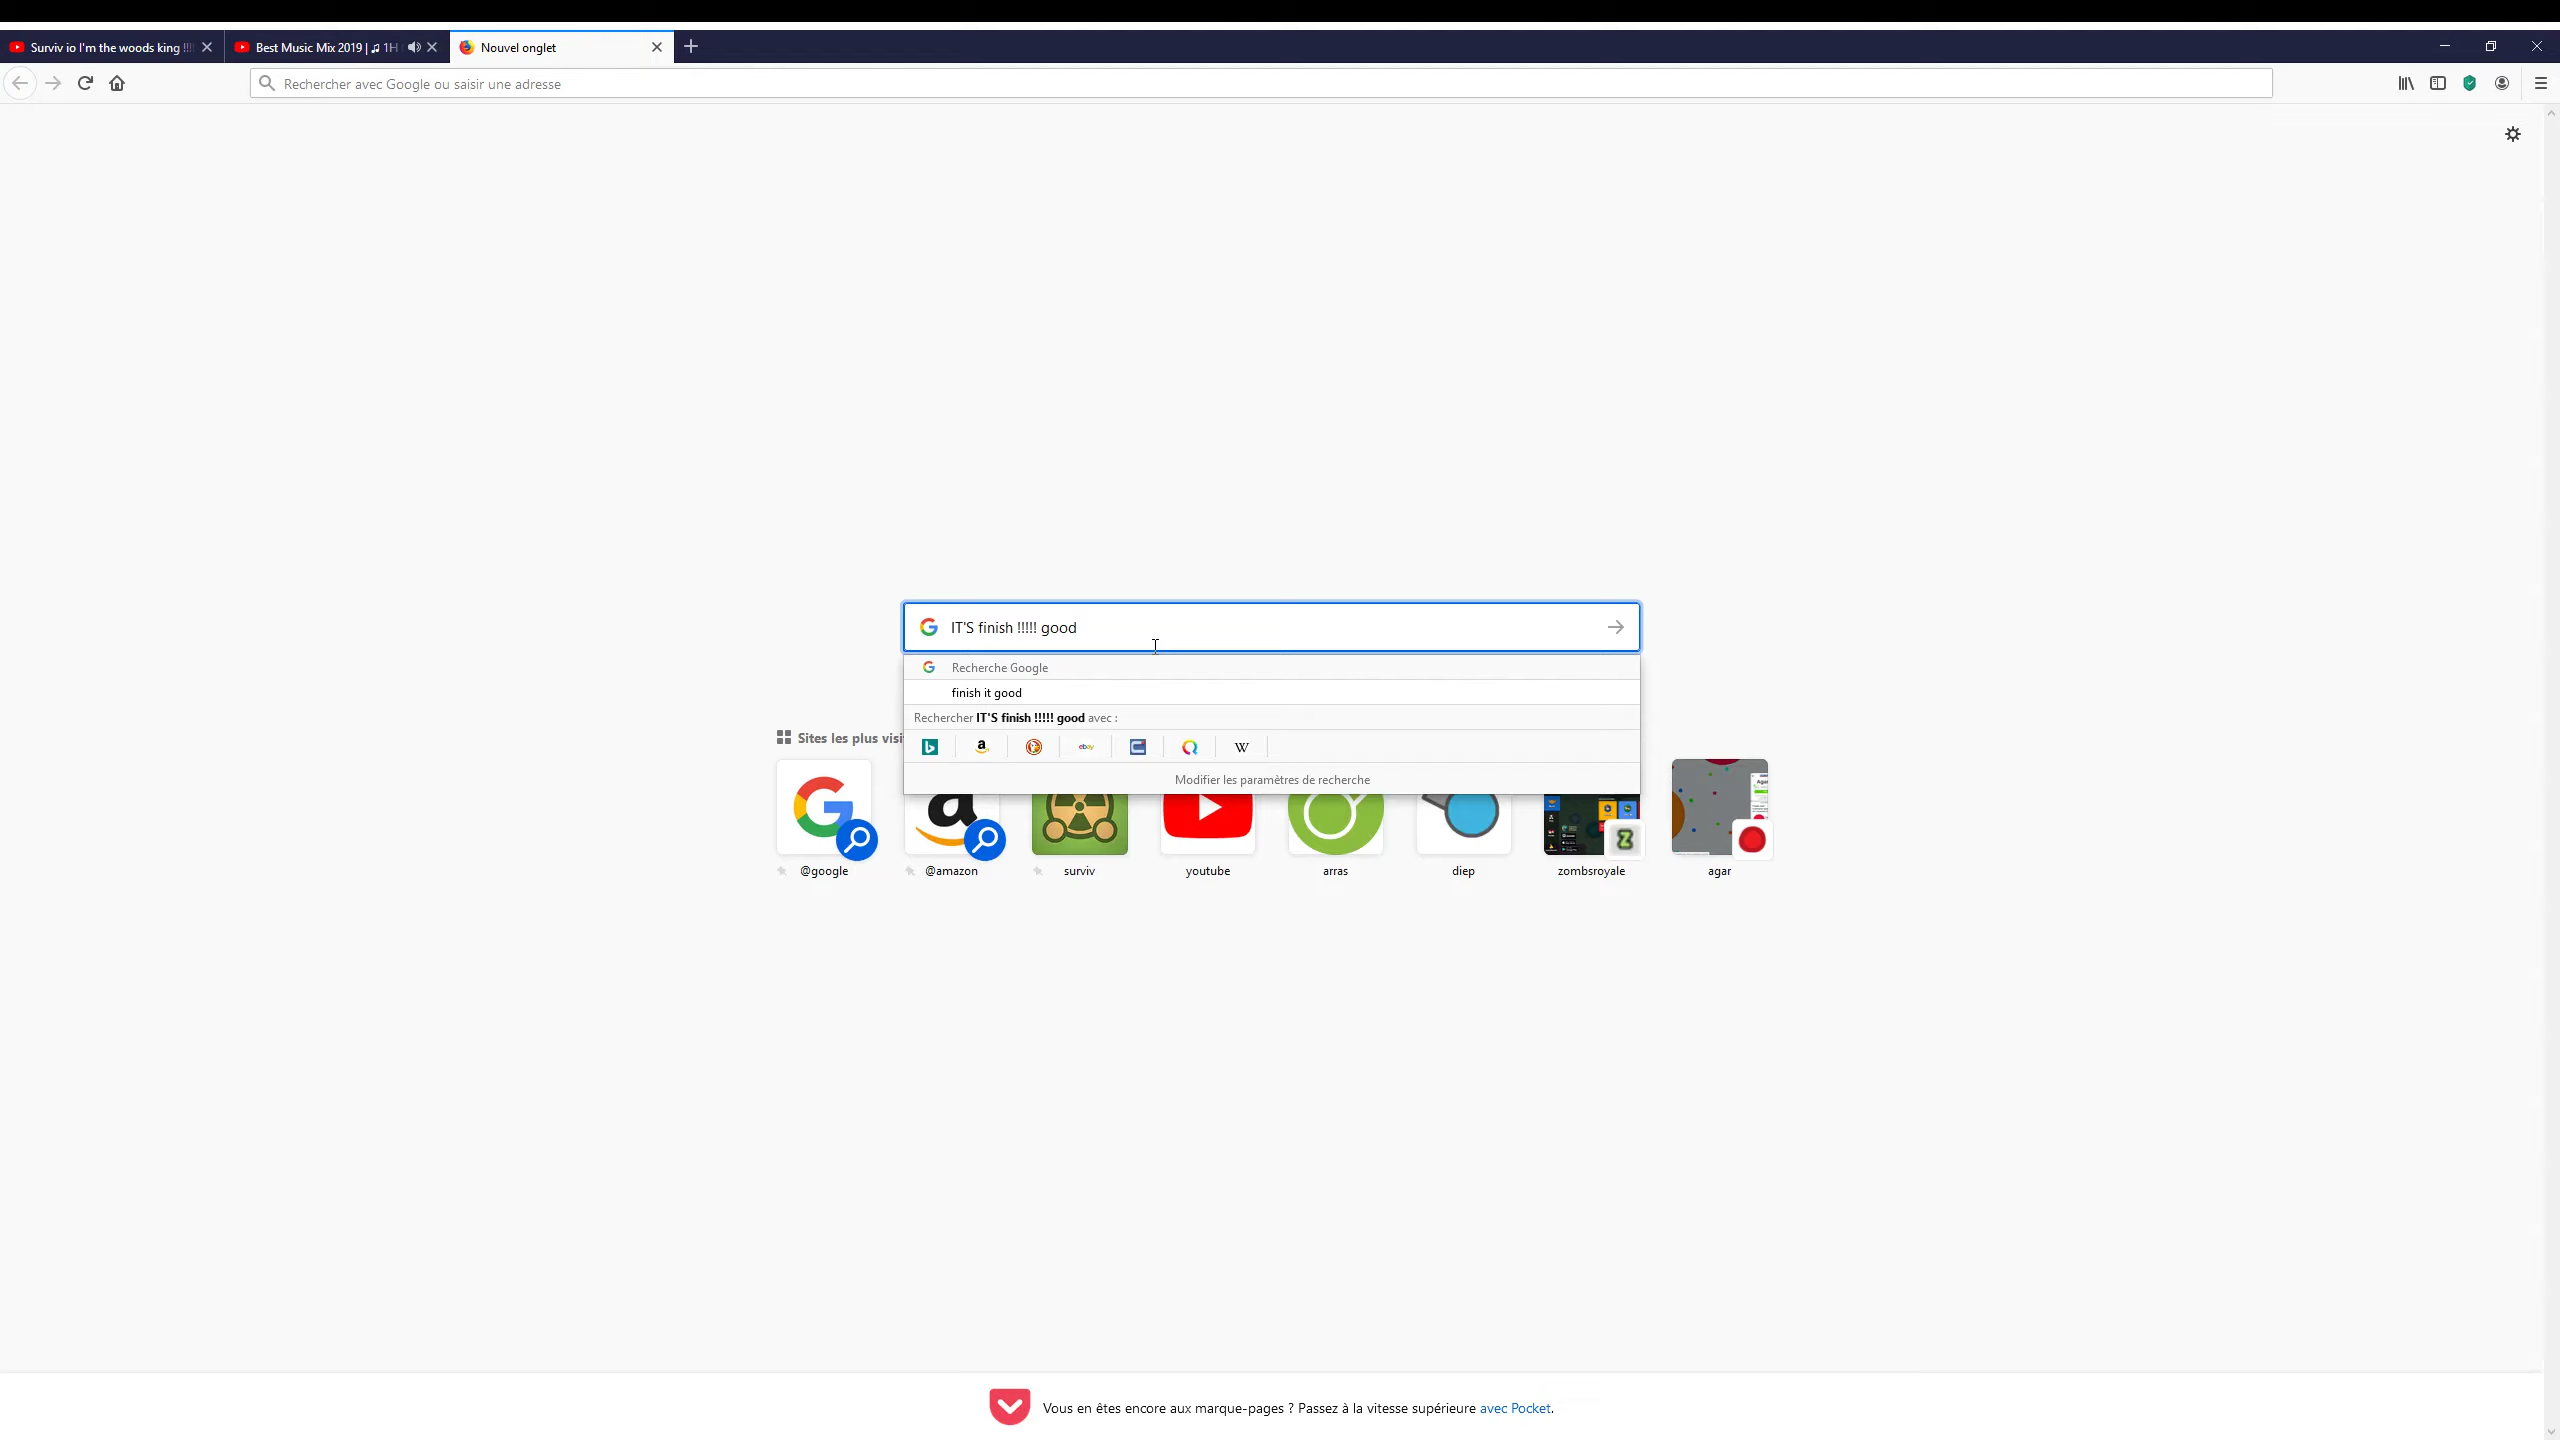 Surviv io I'm the woods king !!!
Best Music Mix 2019 | ♫ 1H
Nouvel onglet
Rechercher avec Google ou saisir une adresse
IT'S finish !!!!! good
Recherche Google
finish it good
Rechercher IT'S finish !!!!! good avec :
ebay
W
Modifier les paramètres de recherche
Sites les plus visi
@google
@amazon
surviv
youtube
arras
diep
zombsroyale
agar
Vous en êtes encore aux marque-pages ? Passez à la vitesse supérieure avec Pocket.